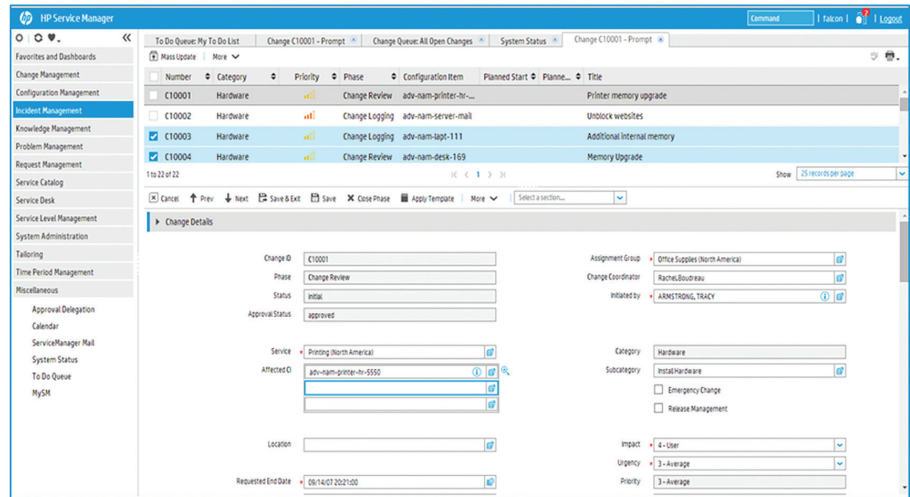 HP Service Manager
Command
falcon
2
Logout
Favorites and Dashboards
Change Management
Configuration Management
Incident Management
Knowledge Management
Problem Management
Request Management
Service Catalog
Service Desk
Service Level Management
System Administration
Tailoring
Time Period Management
Miscellaneous
Approval Delegation
Calendar
ServiceManager Mail
System Status
To Do Queue
MySM
To Do Queue: My To Do List
Change C10001 - Prompt
Change Queue: All Open Changes
System Status
Change C10001 - Prompt
Mass Update More
Number Category Priority Phase Configuration Item Planned Start Planne... Title
C10001 Hardware Change Review adv-nam-printer-hr-... Printer memory upgrade
C10002 Hardware Change Logging adv-nam-server-mail Unblock websites
C10003 Hardware Change Logging adv-nam-lapt-111 Additional internal memory
C10004 Hardware Change Review adv-nam-desk-169 Memory Upgrade
1 to 22 of 22
1
Show 25 records per page
Cancel Prev Next Save & Exit Save Close Phase Apply Template More Select a section...
Change Details
Change ID C10001
Phase Change Review
Status initial
Approval Status approved
Assignment Group Office Supplies (North America)
Change Coordinator Rachel.Boudreau
Initiated by ARMSTRONG, TRACY
Service Printing (North America)
Affected CI adv-nam-printer-hr-5550
Category Hardware
Subcategory Install Hardware
Emergency Change
Release Management
Location
Requested End Date 09/14/07 20:21:00
Impact 4 - User
Urgency 3 - Average
Priority 3 - Average